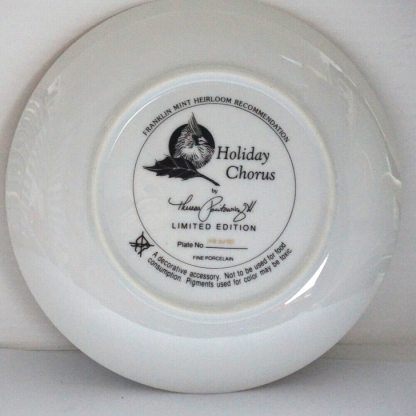 FRANKLIN MINT HEIRLOOM RECOMMENDATION
Holiday
Chorus
by
LIMITED EDITION
Plate No.
FINE PORCELAIN
A decorative accessory. Not to be used for food
consumption. Pigments used for color may be toxic.